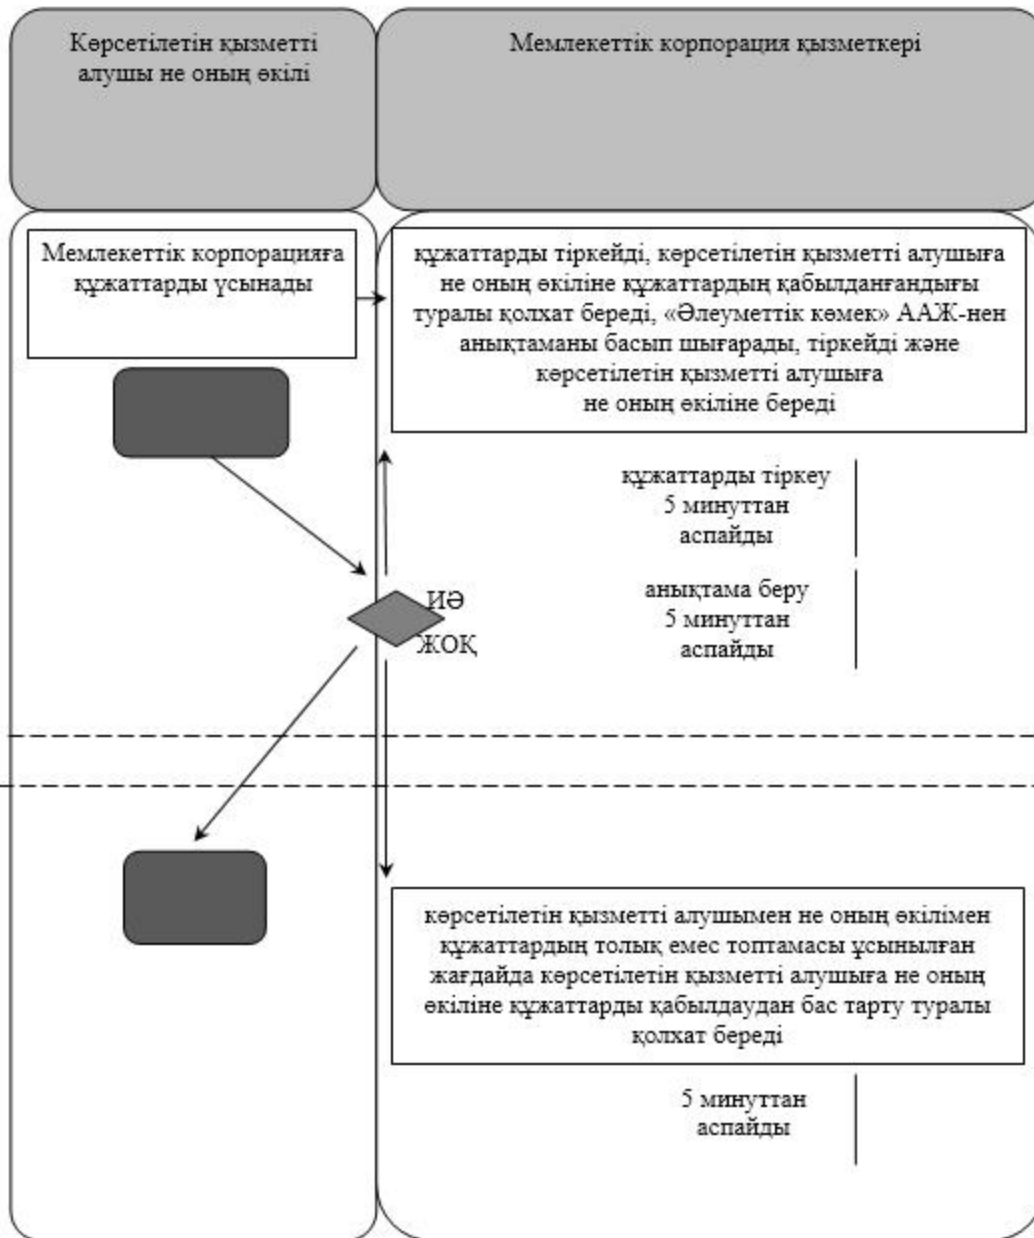 Көрсетілетін қызметті
алушы не оның өкілі
Мемлекеттік корпорация қызметкері
Мемлекеттік корпорацияға
құжаттарды ұсынады
құжаттарды тіркейді, көрсетілетін қызметті алушыға
не оның өкіліне құжаттардың қабылданғандығы
туралы қолхат береді, «Әлеуметтік көмек» ААЖ-нен
анықтаманы басып шығарады, тіркейді және
көрсетілетін қызметті алушыға
не оның өкіліне береді
құжаттарды тіркеу
5 минуттан
аспайды
ИӘ
ЖОҚ
анықтама беру
5 минуттан
аспайды
көрсетілетін қызметті алушымен не оның өкілімен
құжаттардың толық емес топтамасы ұсынылған
жағдайда көрсетілетін қызметті алушыға не оның
өкіліне құжаттарды қабылдаудан бас тарту туралы
қолхат береді
5 минуттан
аспайды